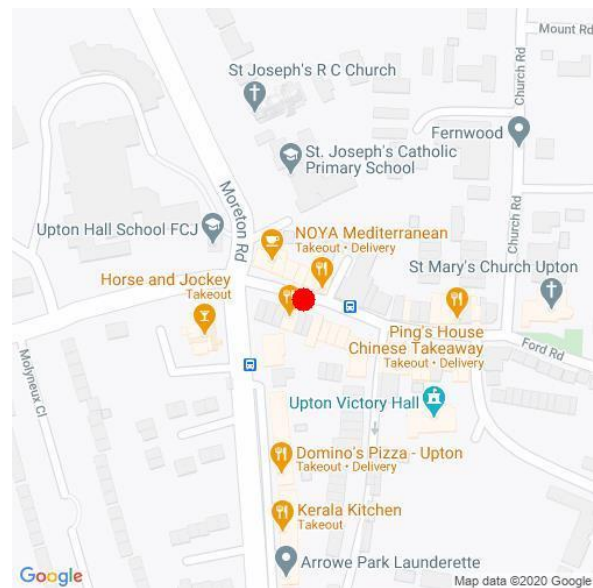 Mount Rd
St Joseph's R C Church
Church Rd
Fernwood
St. Joseph's Catholic
Primary School
Moreton Rd
Upton Hall School FCJ
NOYA Mediterranean
Takeout • Delivery
Church Rd
Horse and Jockey
Takeout
St Mary's Church Upton
Ping's House
Chinese Takeaway
Takeout • Delivery
Ford Rd
Molyneux Cl
Upton Victory Hall
Domino's Pizza - Upton
Takeout • Delivery
Kerala Kitchen
Takeout
Arrowe Park Launderette
Google
Map data ©2020 Google